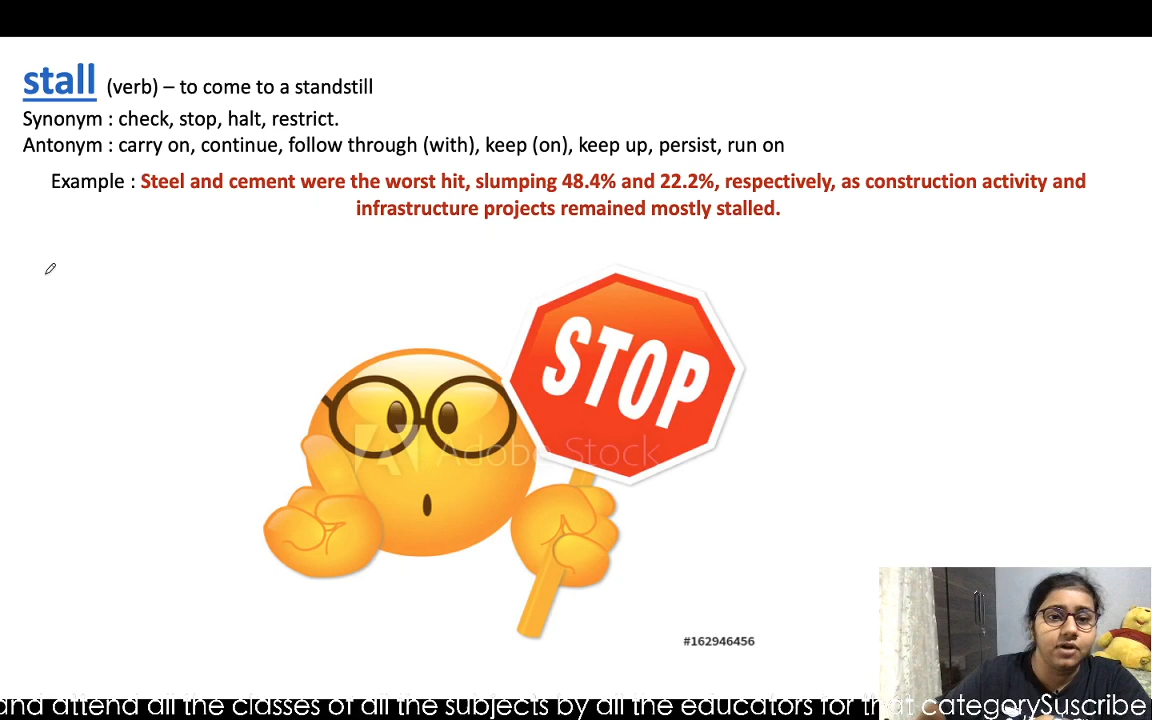 stall (verb) – to come to a standstill
Synonym : check, stop, halt, restrict.
Antonym : carry on, continue, follow through (with), keep (on), keep up, persist, run on
Example : Steel and cement were the worst hit, slumping 48.4% and 22.2%, respectively, as construction activity and
infrastructure projects remained mostly stalled.
STOP
Adobe Stock
#162946456
and attend all the classes of all the subjects by all the educators for that categorySuscribe